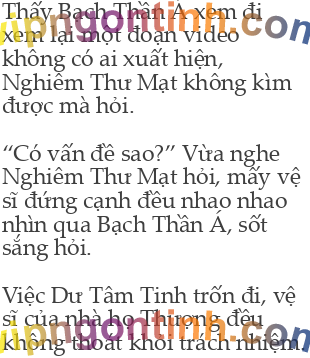 Thấy Bạch Thần Á xem đi
xem lại một đoạn video
không có ai xuất hiện,
Nghiêm Thư Mạt không kìm
được mà hỏi.
“Có vấn đề sao?” Vừa nghe
Nghiêm Thư Mạt hỏi, mấy vệ
sĩ đứng cạnh đều nhao nhao
nhìn qua Bạch Thần Á, sốt
sắng hỏi.
Việc Dư Tâm Tinh trốn đi, vệ
sĩ của nhà họ Thượng đều
không thoát khỏi trách nhiệm.
vipngontinh.com
vipngontinh.com